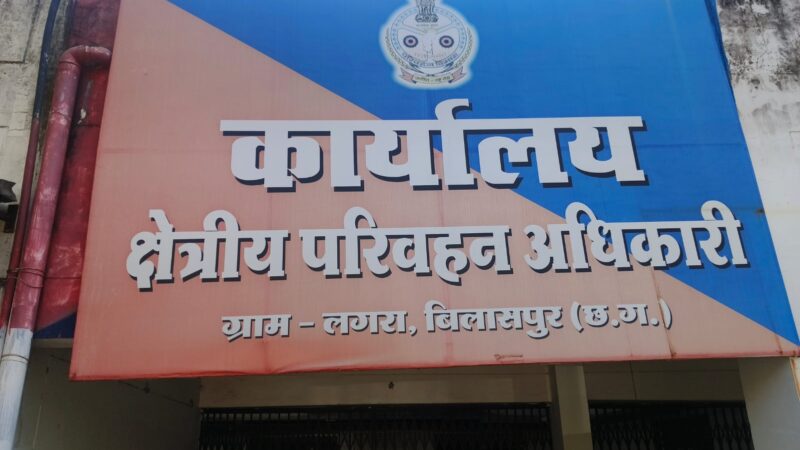 कार्यालय
क्षेत्रीय परिवहन अधिकारी
ग्राम - लगरा, बिलासपुर (छ.ग.)